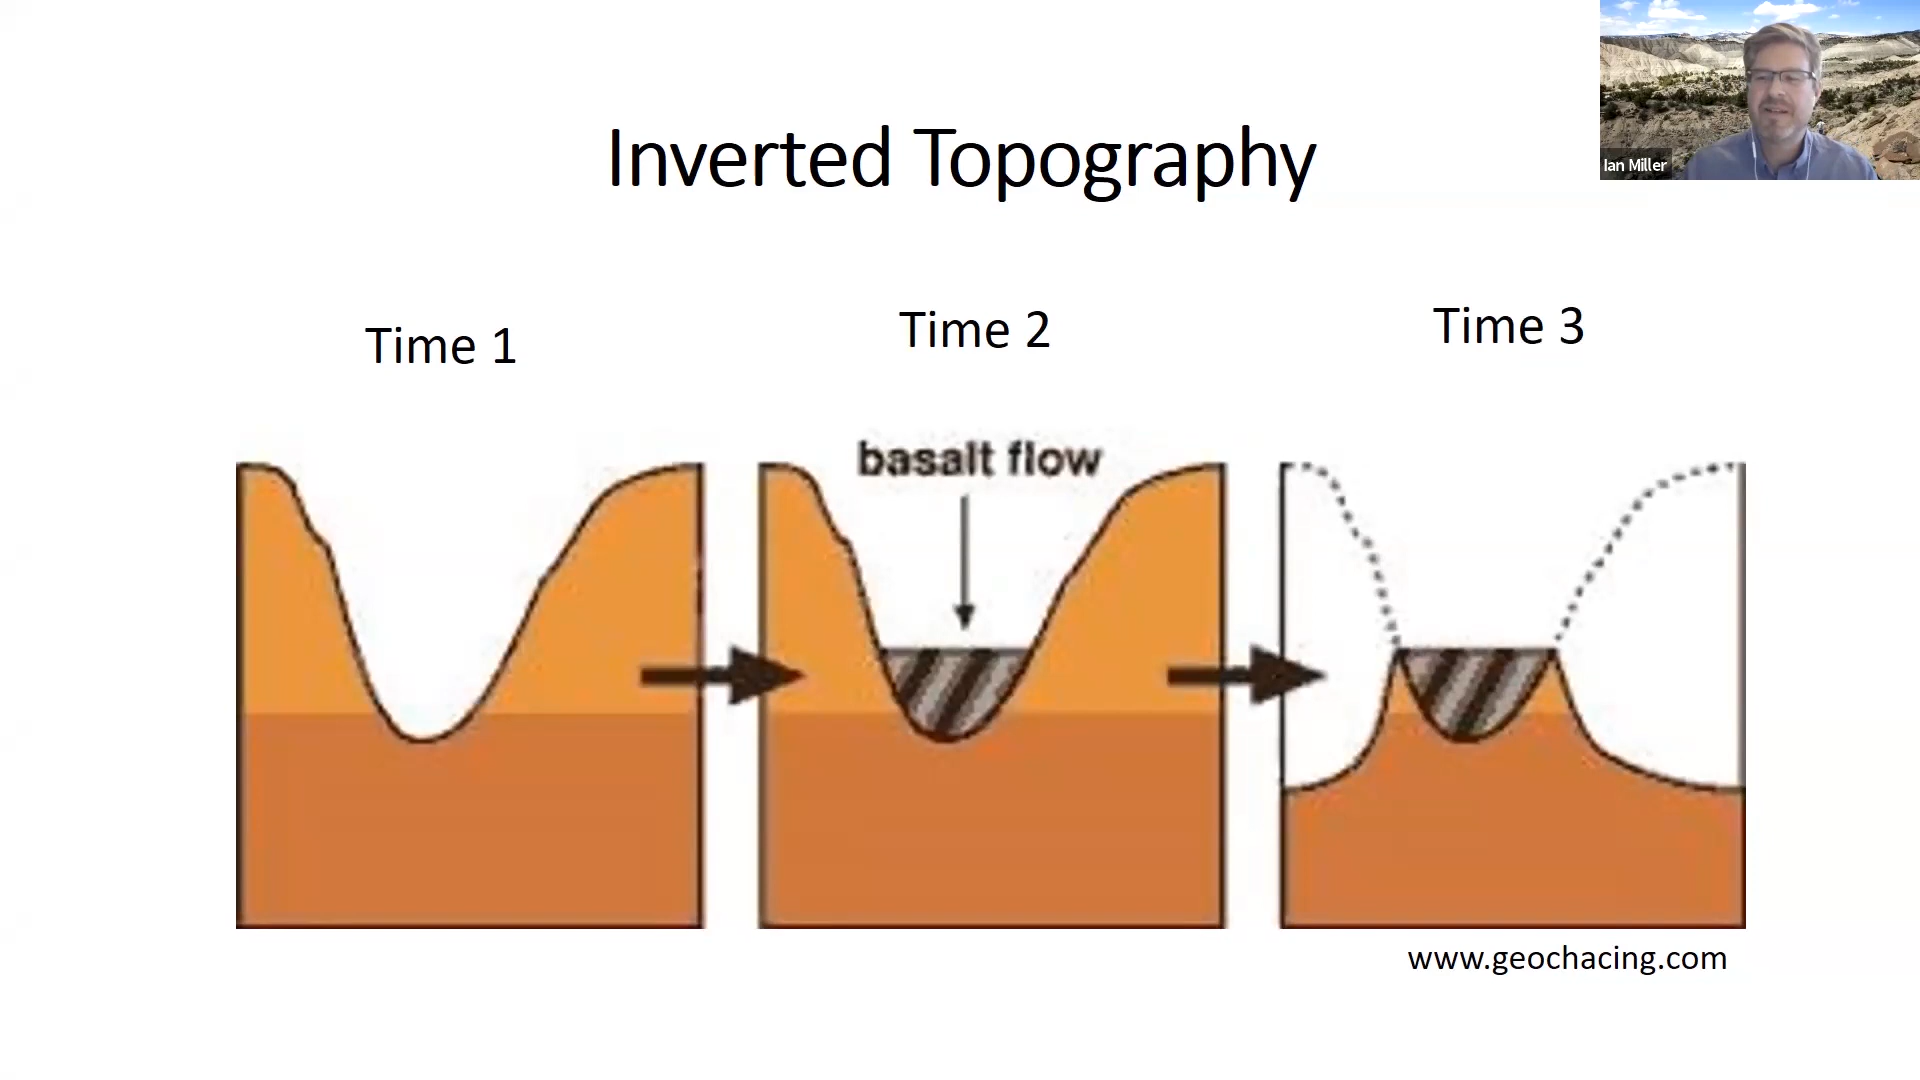 Inverted Topography
Ian Miller
Time 1
Time 2
Time 3
basalt flow
www.geochacing.com